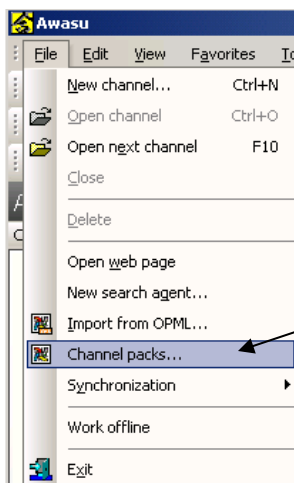 Awasu
File Edit View Favorites
New channel... Ctrl+N
Open channel Ctrl+O
Open next channel F10
Close
Delete
Open web page
New search agent...
Import from OPML...
Channel packs...
Synchronization
Work offline
Exit